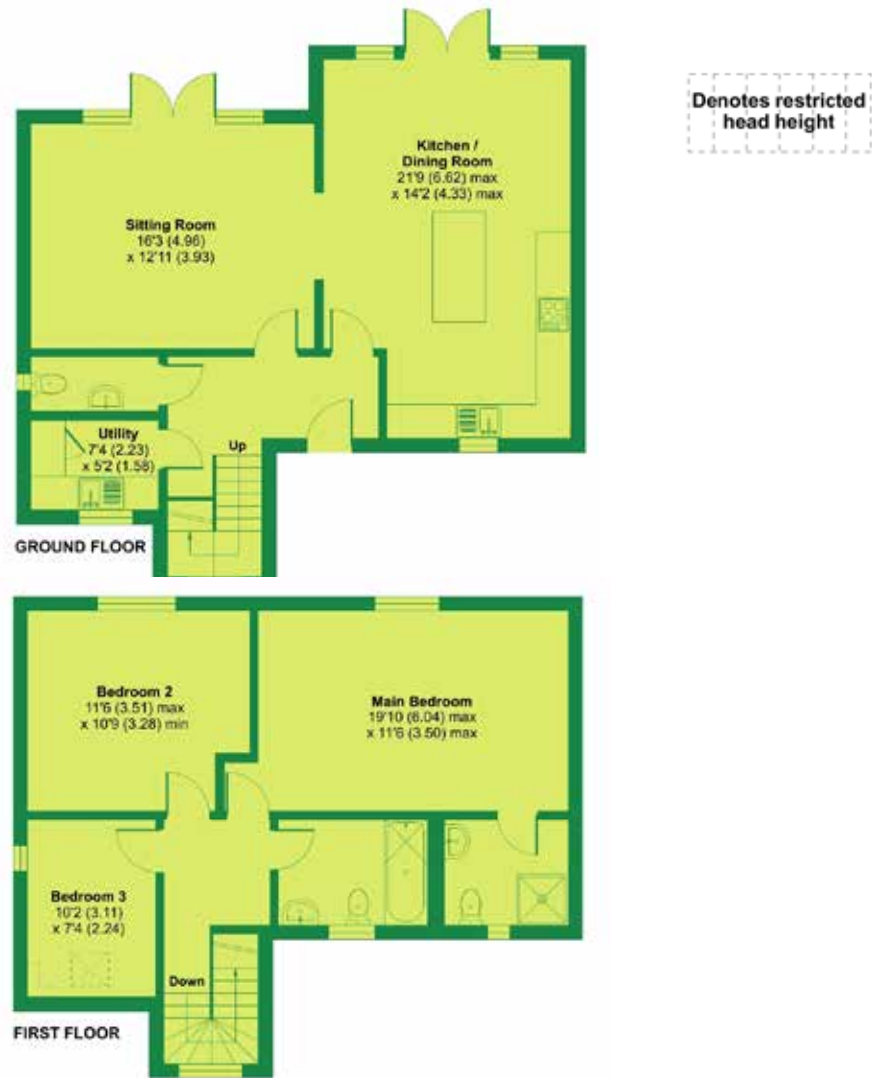 Denotes restricted
head height
Kitchen /
Dining Room
21'9 (6.62) max
x 14'2 (4.33) max
Sitting Room
16'3 (4.96)
x 12'11 (3.93)
Utility
7'4 (2.23)
x 5'2 (1.58)
Up
GROUND FLOOR
Bedroom 2
11'6 (3.51) max
x 10'9 (3.28) min
Main Bedroom
19'10 (6.04) max
x 11'6 (3.50) max
Bedroom 3
10'2 (3.11)
x 7'4 (2.24)
Down
FIRST FLOOR